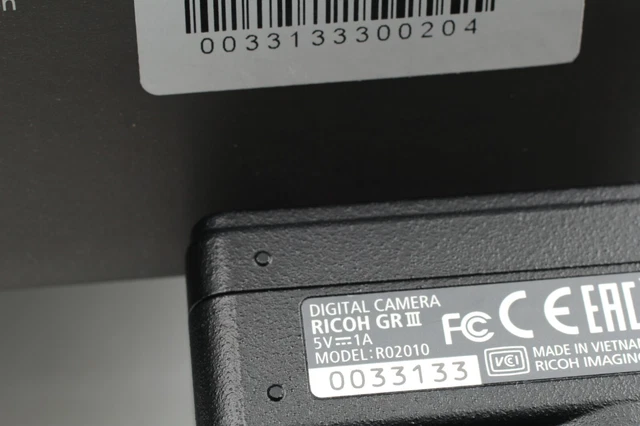 0033133300204
DIGITAL CAMERA
RICOH GR III
5V⎓1A
MODEL: R02010
0033133
FC CE EAC
VCI
MADE IN VIETNAM
RICOH IMAGING